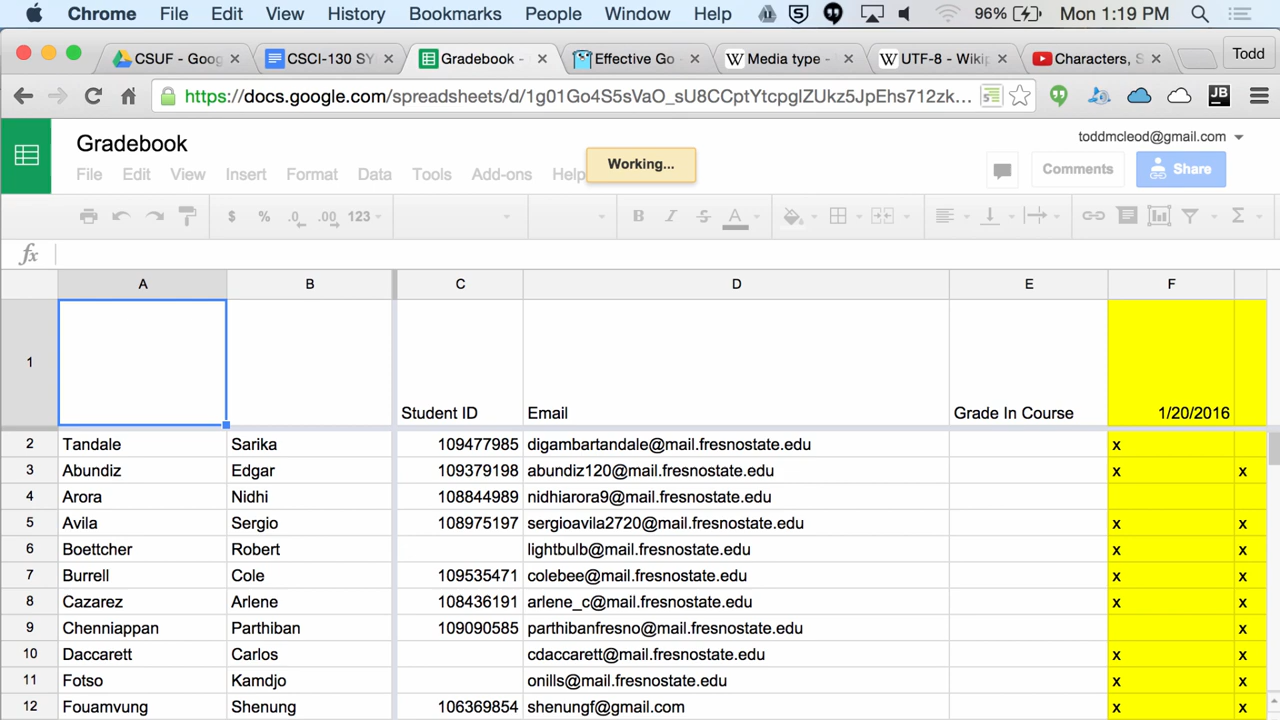 Chrome File Edit View History Bookmarks People Window Help 96% Mon 1:19 PM
CSUF - Goog CSCI-130 SY Gradebook - Effective Go Media type - UTF-8 - Wiki Characters, S Todd
https://docs.google.com/spreadsheets/d/1g01Go4S5sVaO_sU8CCptYtcpglZUkz5JpEhs712zk... JB
Gradebook
toddmcleod@gmail.com
File Edit View Insert Format Data Tools Add-ons Help
Working...
Comments Share
$ % .0 .00 123 B I S A Σ
fx
A B C D E F
1 Student ID Email Grade In Course 1/20/2016
2 Tandale Sarika 109477985 digambartandale@mail.fresnostate.edu x
3 Abundiz Edgar 109379198 abundiz120@mail.fresnostate.edu x x
4 Arora Nidhi 108844989 nidhiarora9@mail.fresnostate.edu
5 Avila Sergio 108975197 sergioavila2720@mail.fresnostate.edu x x
6 Boettcher Robert lightbulb@mail.fresnostate.edu x x
7 Burrell Cole 109535471 colebee@mail.fresnostate.edu x x
8 Cazarez Arlene 108436191 arlene_c@mail.fresnostate.edu x x
9 Chenniappan Parthiban 109090585 parthibanfresno@mail.fresnostate.edu x
10 Daccarett Carlos cdaccarett@mail.fresnostate.edu x x
11 Fotso Kamdjo onills@mail.fresnostate.edu x x
12 Fouamvung Shenung 106369854 shenungf@gmail.com x x